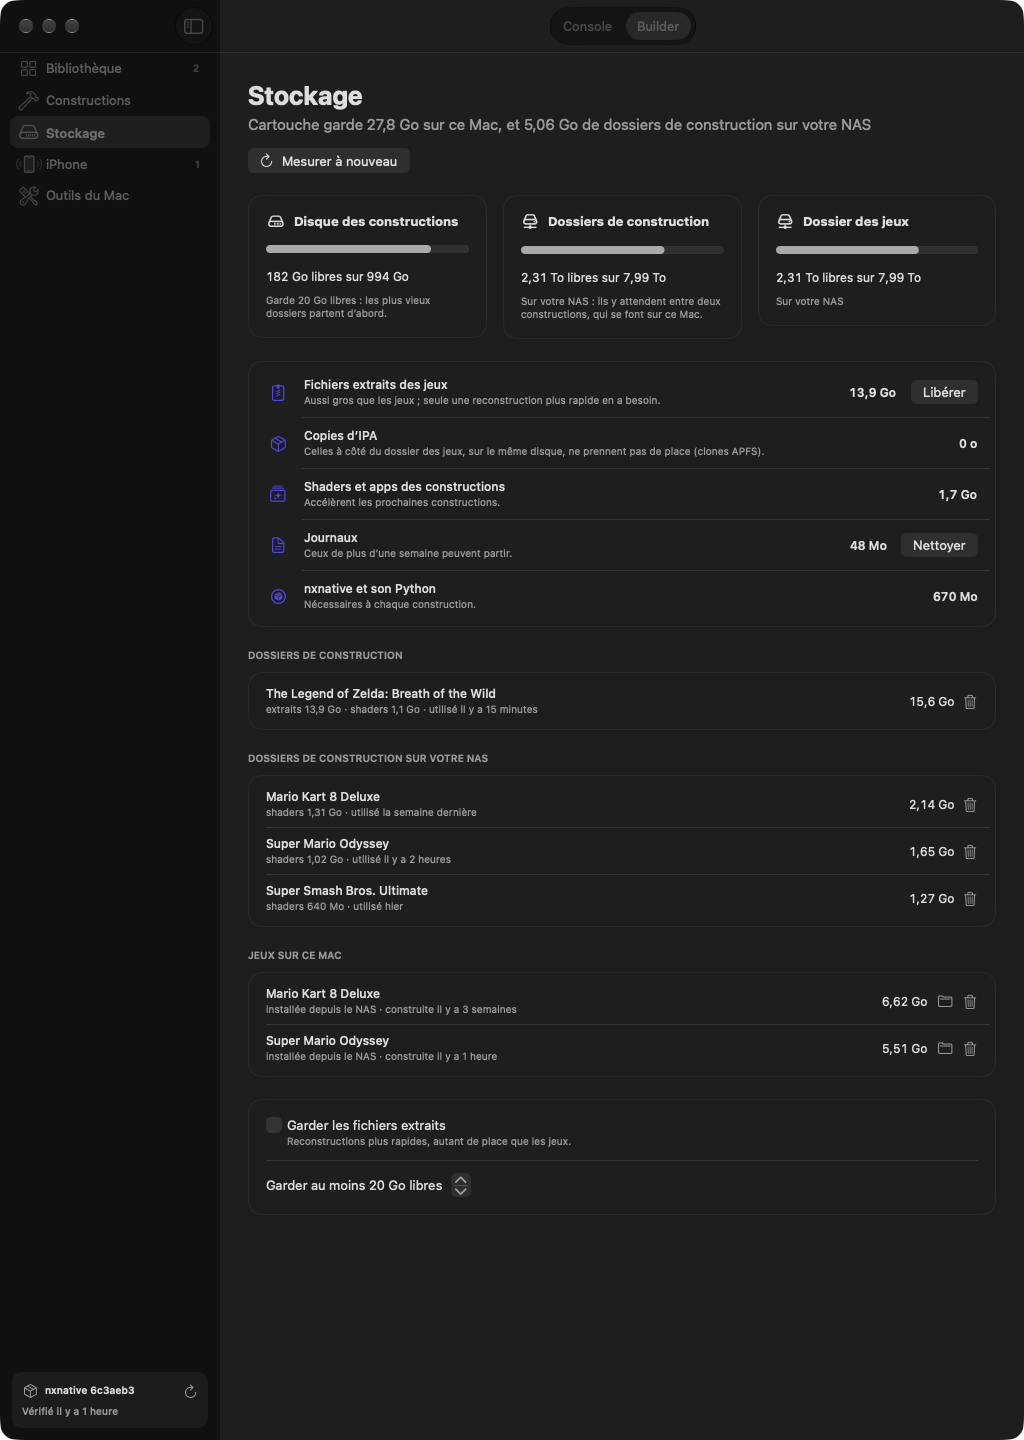 Console
Builder
Bibliothèque
2
Constructions
Stockage
iPhone
1
Outils du Mac
Stockage
Cartouche garde 27,8 Go sur ce Mac, et 5,06 Go de dossiers de construction sur votre NAS
Mesurer à nouveau
Disque des constructions
182 Go libres sur 994 Go
Garde 20 Go libres : les plus vieux
dossiers partent d’abord.
Dossiers de construction
2,31 To libres sur 7,99 To
Sur votre NAS : ils y attendent entre deux
constructions, qui se font sur ce Mac.
Dossier des jeux
2,31 To libres sur 7,99 To
Sur votre NAS
Fichiers extraits des jeux
Aussi gros que les jeux ; seule une reconstruction plus rapide en a besoin.
13,9 Go
Libérer
Copies d’IPA
Celles à côté du dossier des jeux, sur le même disque, ne prennent pas de place (clones APFS).
0 o
Shaders et apps des constructions
Accélèrent les prochaines constructions.
1,7 Go
Journaux
Ceux de plus d’une semaine peuvent partir.
48 Mo
Nettoyer
nxnative et son Python
Nécessaires à chaque construction.
670 Mo
DOSSIERS DE CONSTRUCTION
The Legend of Zelda: Breath of the Wild
extraits 13,9 Go · shaders 1,1 Go · utilisé il y a 15 minutes
15,6 Go
DOSSIERS DE CONSTRUCTION SUR VOTRE NAS
Mario Kart 8 Deluxe
shaders 1,31 Go · utilisé la semaine dernière
2,14 Go
Super Mario Odyssey
shaders 1,02 Go · utilisé il y a 2 heures
1,65 Go
Super Smash Bros. Ultimate
shaders 640 Mo · utilisé hier
1,27 Go
JEUX SUR CE MAC
Mario Kart 8 Deluxe
installée depuis le NAS · construite il y a 3 semaines
6,62 Go
Super Mario Odyssey
installée depuis le NAS · construite il y a 1 heure
5,51 Go
Garder les fichiers extraits
Reconstructions plus rapides, autant de place que les jeux.
Garder au moins 20 Go libres
nxnative 6c3aeb3
Vérifié il y a 1 heure